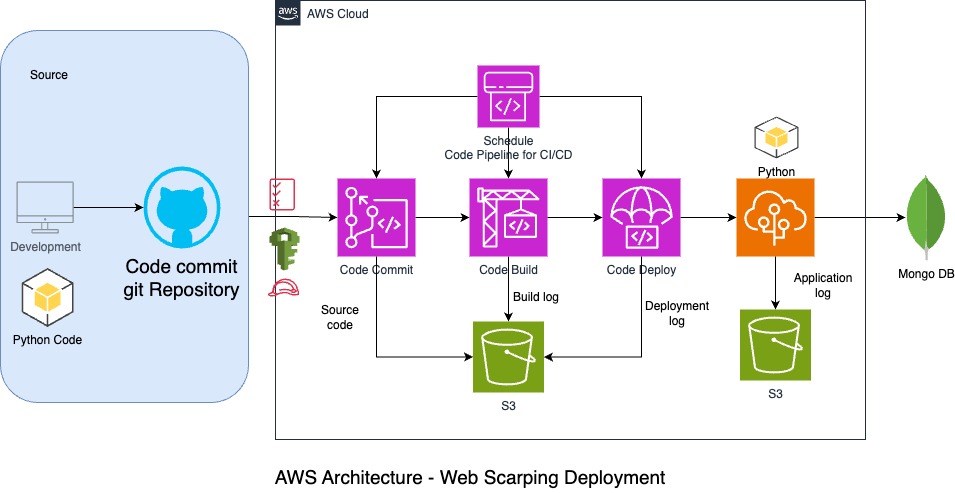 aws
AWS Cloud
Source
Schedule
Code Pipeline for CI/CD
Python
Development
Code commit
git Repository
Python Code
Code Commit
Code Build
Code Deploy
Mongo DB
Source
code
Build log
Deployment
log
Application
log
S3
S3
AWS Architecture - Web Scarping Deployment